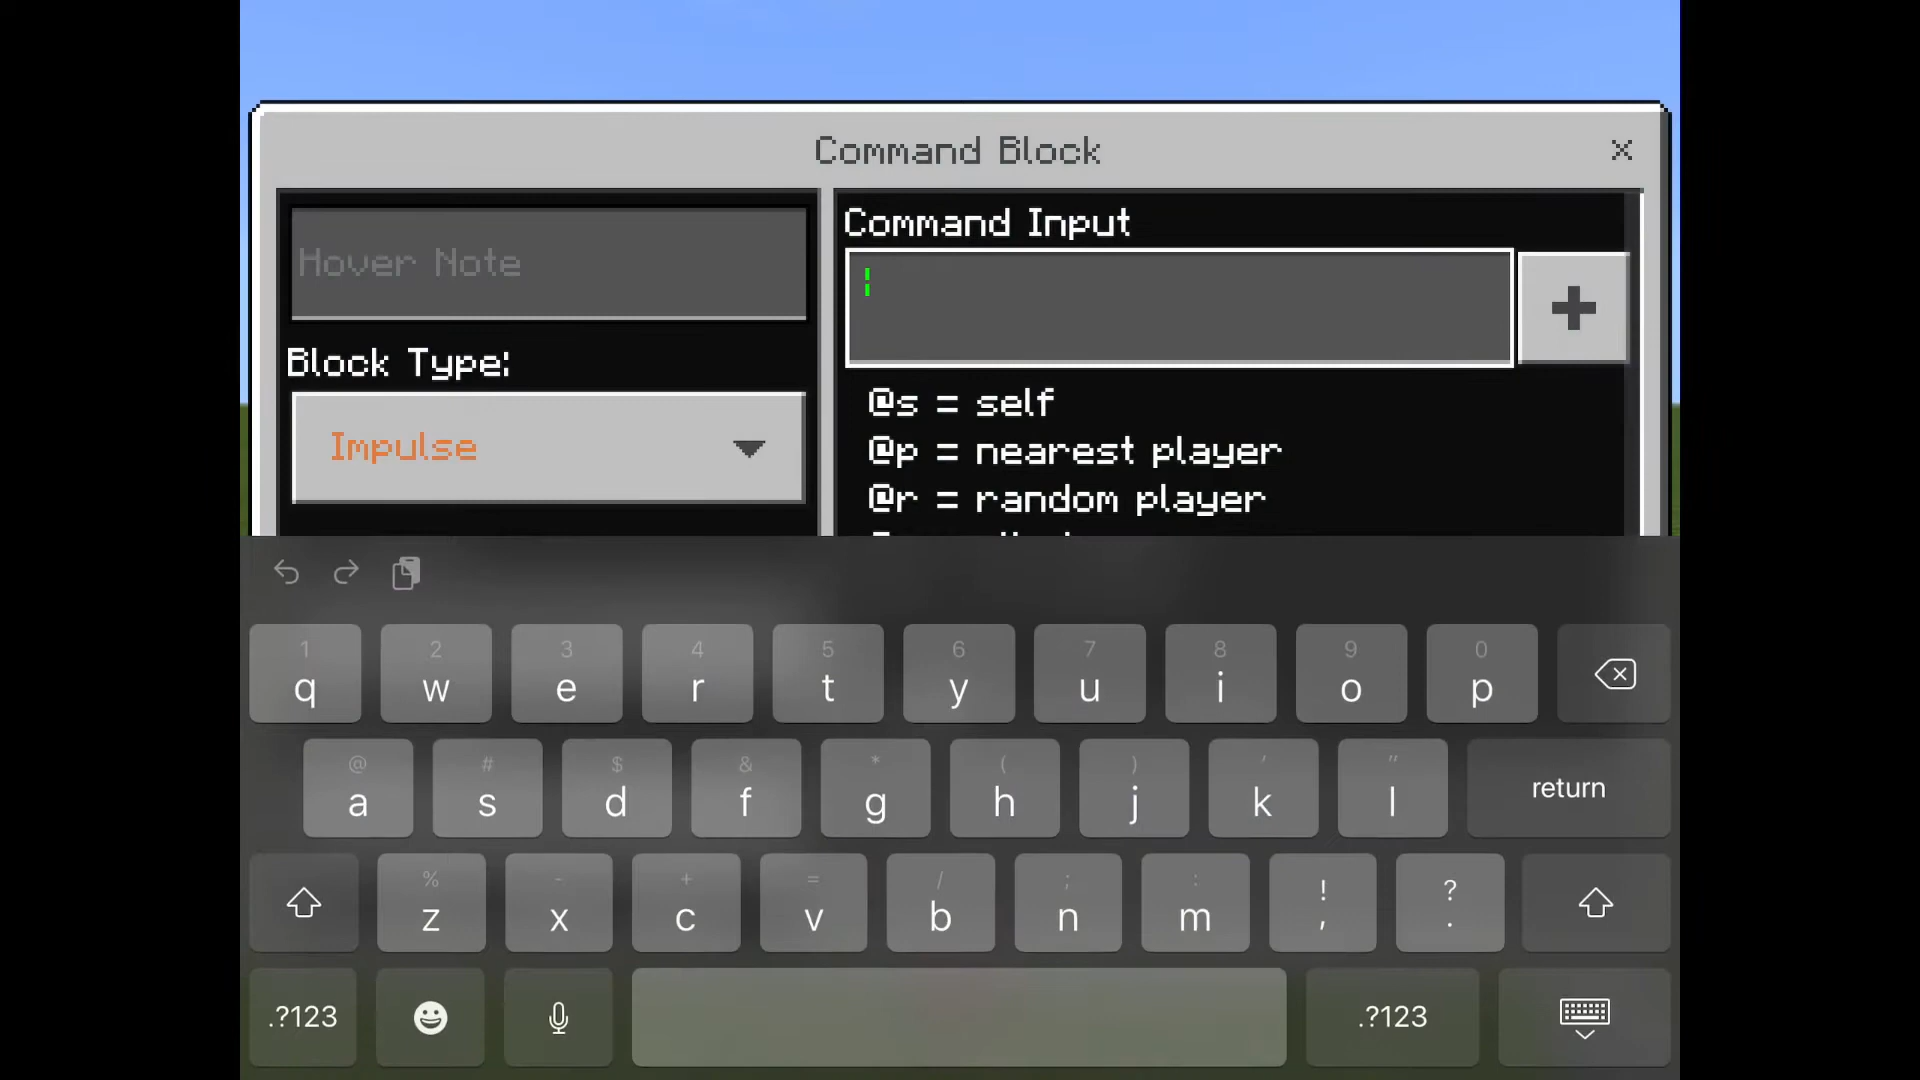 Command Block
Hover Note
Block Type:
Impulse
Command Input
@s = self
@p = nearest player
@r = random player
1 2 3 4 5 6 7 8 9 0
q w e r t y u i o p
@ # $ & * ( ) ' "
a s d f g h j k l return
% - + = / ; : ! ?
z x c v b n m , .
.?123 .?123